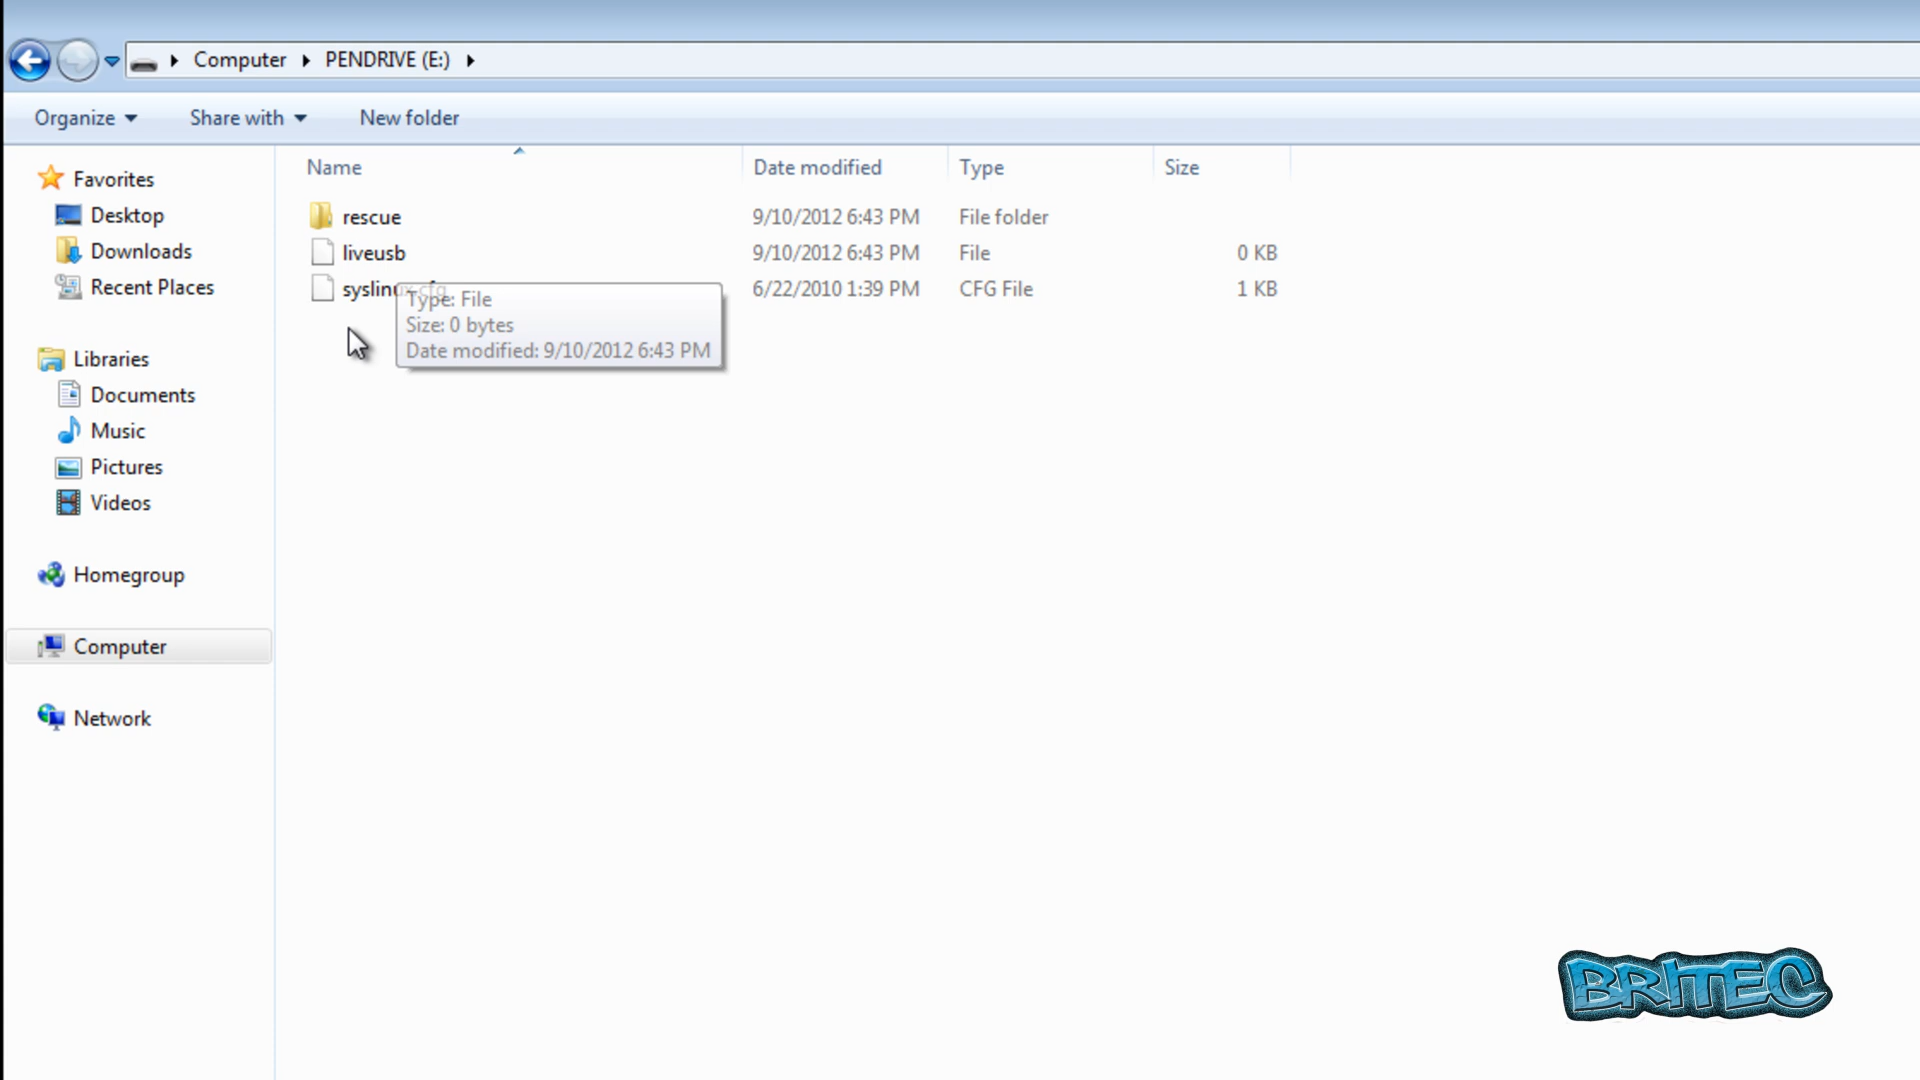 Computer PENDRIVE (E:)
Organize Share with New folder
Name Date modified Type Size
Favorites
Desktop
Downloads
Recent Places
Libraries
Documents
Music
Pictures
Videos
Homegroup
Computer
Network
rescue 9/10/2012 6:43 PM File folder
liveusb 9/10/2012 6:43 PM File 0 KB
syslinux.cfg 6/22/2010 1:39 PM CFG File 1 KB
Type: File
Size: 0 bytes
Date modified: 9/10/2012 6:43 PM
BRITEC